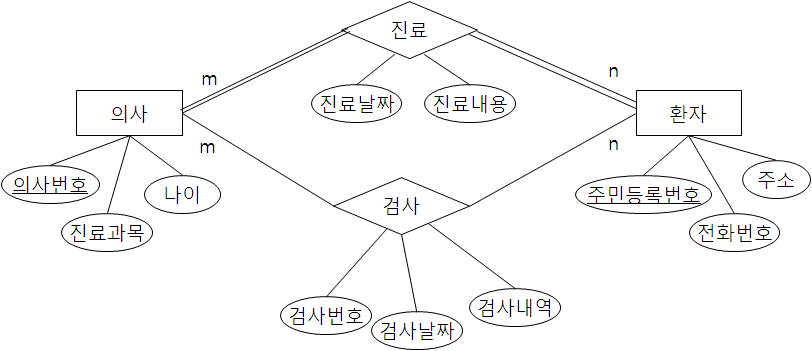 진료
m
n
진료날짜
진료내용
의사
환자
m
n
의사번호
나이
진료과목
검사
주민등록번호
주소
전화번호
검사번호
검사날짜
검사내역